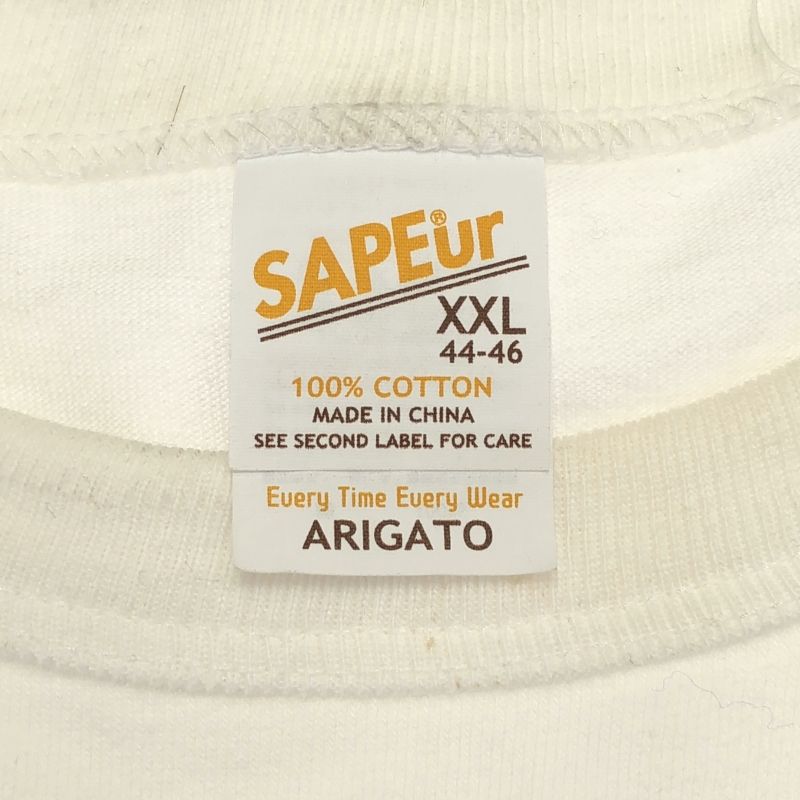 SAPEur®
XXL
44-46
100% COTTON
MADE IN CHINA
SEE SECOND LABEL FOR CARE
Every Time Every Wear
ARIGATO